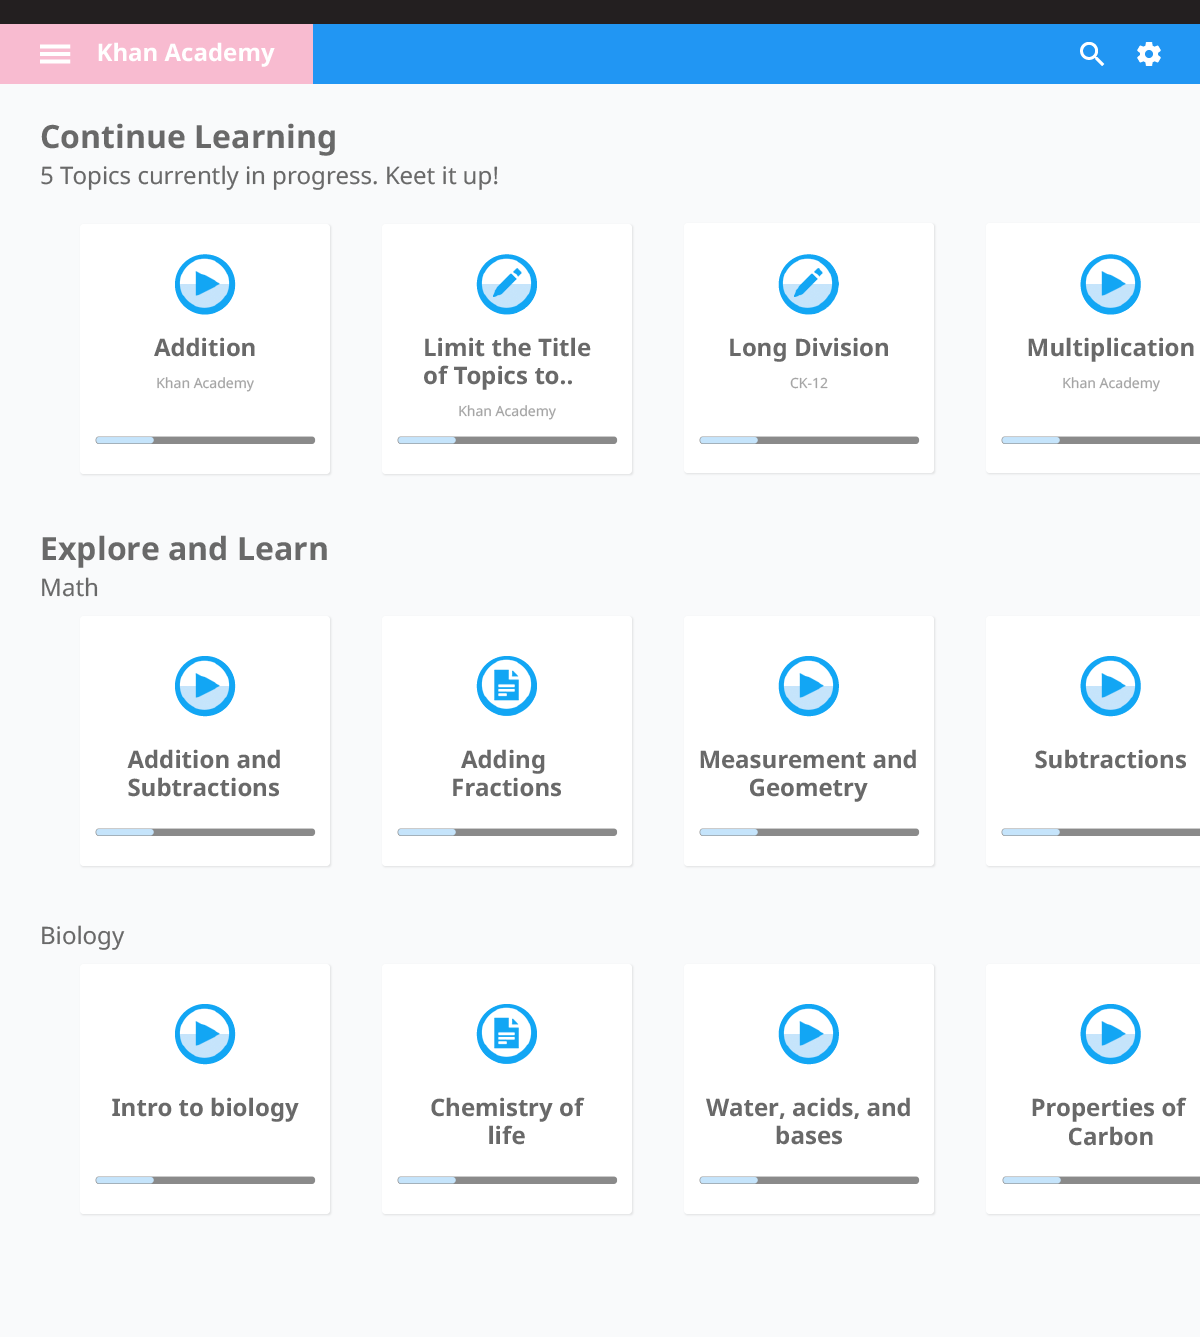 Khan Academy
Continue Learning
5 Topics currently in progress. Keet it up!
Addition
Khan Academy
Limit the Title
of Topics to..
Khan Academy
Long Division
CK-12
Multiplication
Khan Academy
Explore and Learn
Math
Addition and
Subtractions
Adding
Fractions
Measurement and
Geometry
Subtractions
Biology
Intro to biology
Chemistry of
life
Water, acids, and
bases
Properties of
Carbon